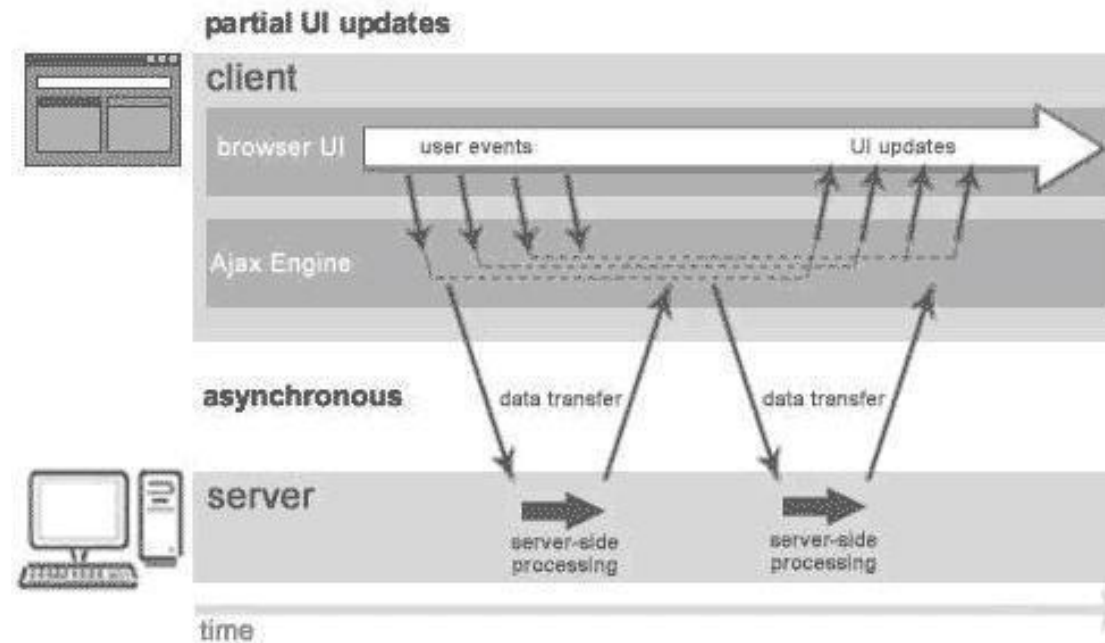 partial UI updates
client
browser UI
user events
UI updates
Ajax Engine
asynchronous
data transfer
data transfer
server
server-side
processing
server-side
processing
time